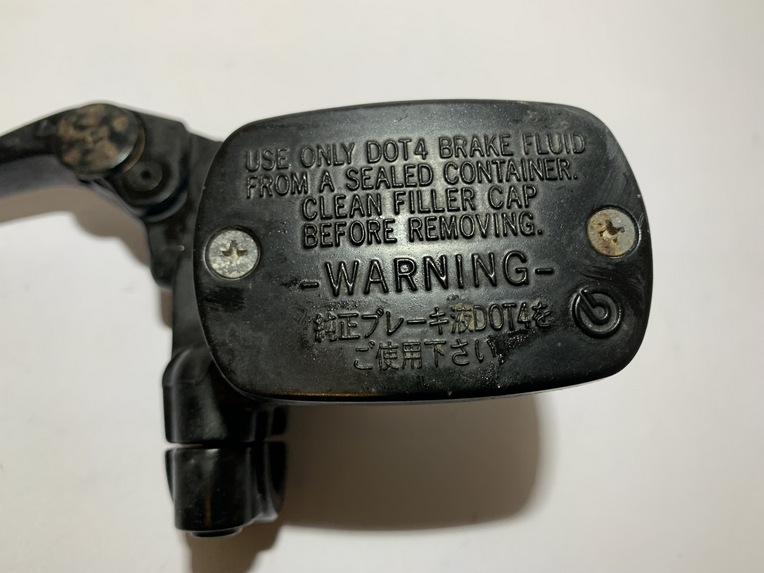 USE ONLY DOT4 BRAKE FLUID
FROM A SEALED CONTAINER.
CLEAN FILLER CAP
BEFORE REMOVING.
-WARNING-
純正ブレーキ液DOT4を
ご使用下さい